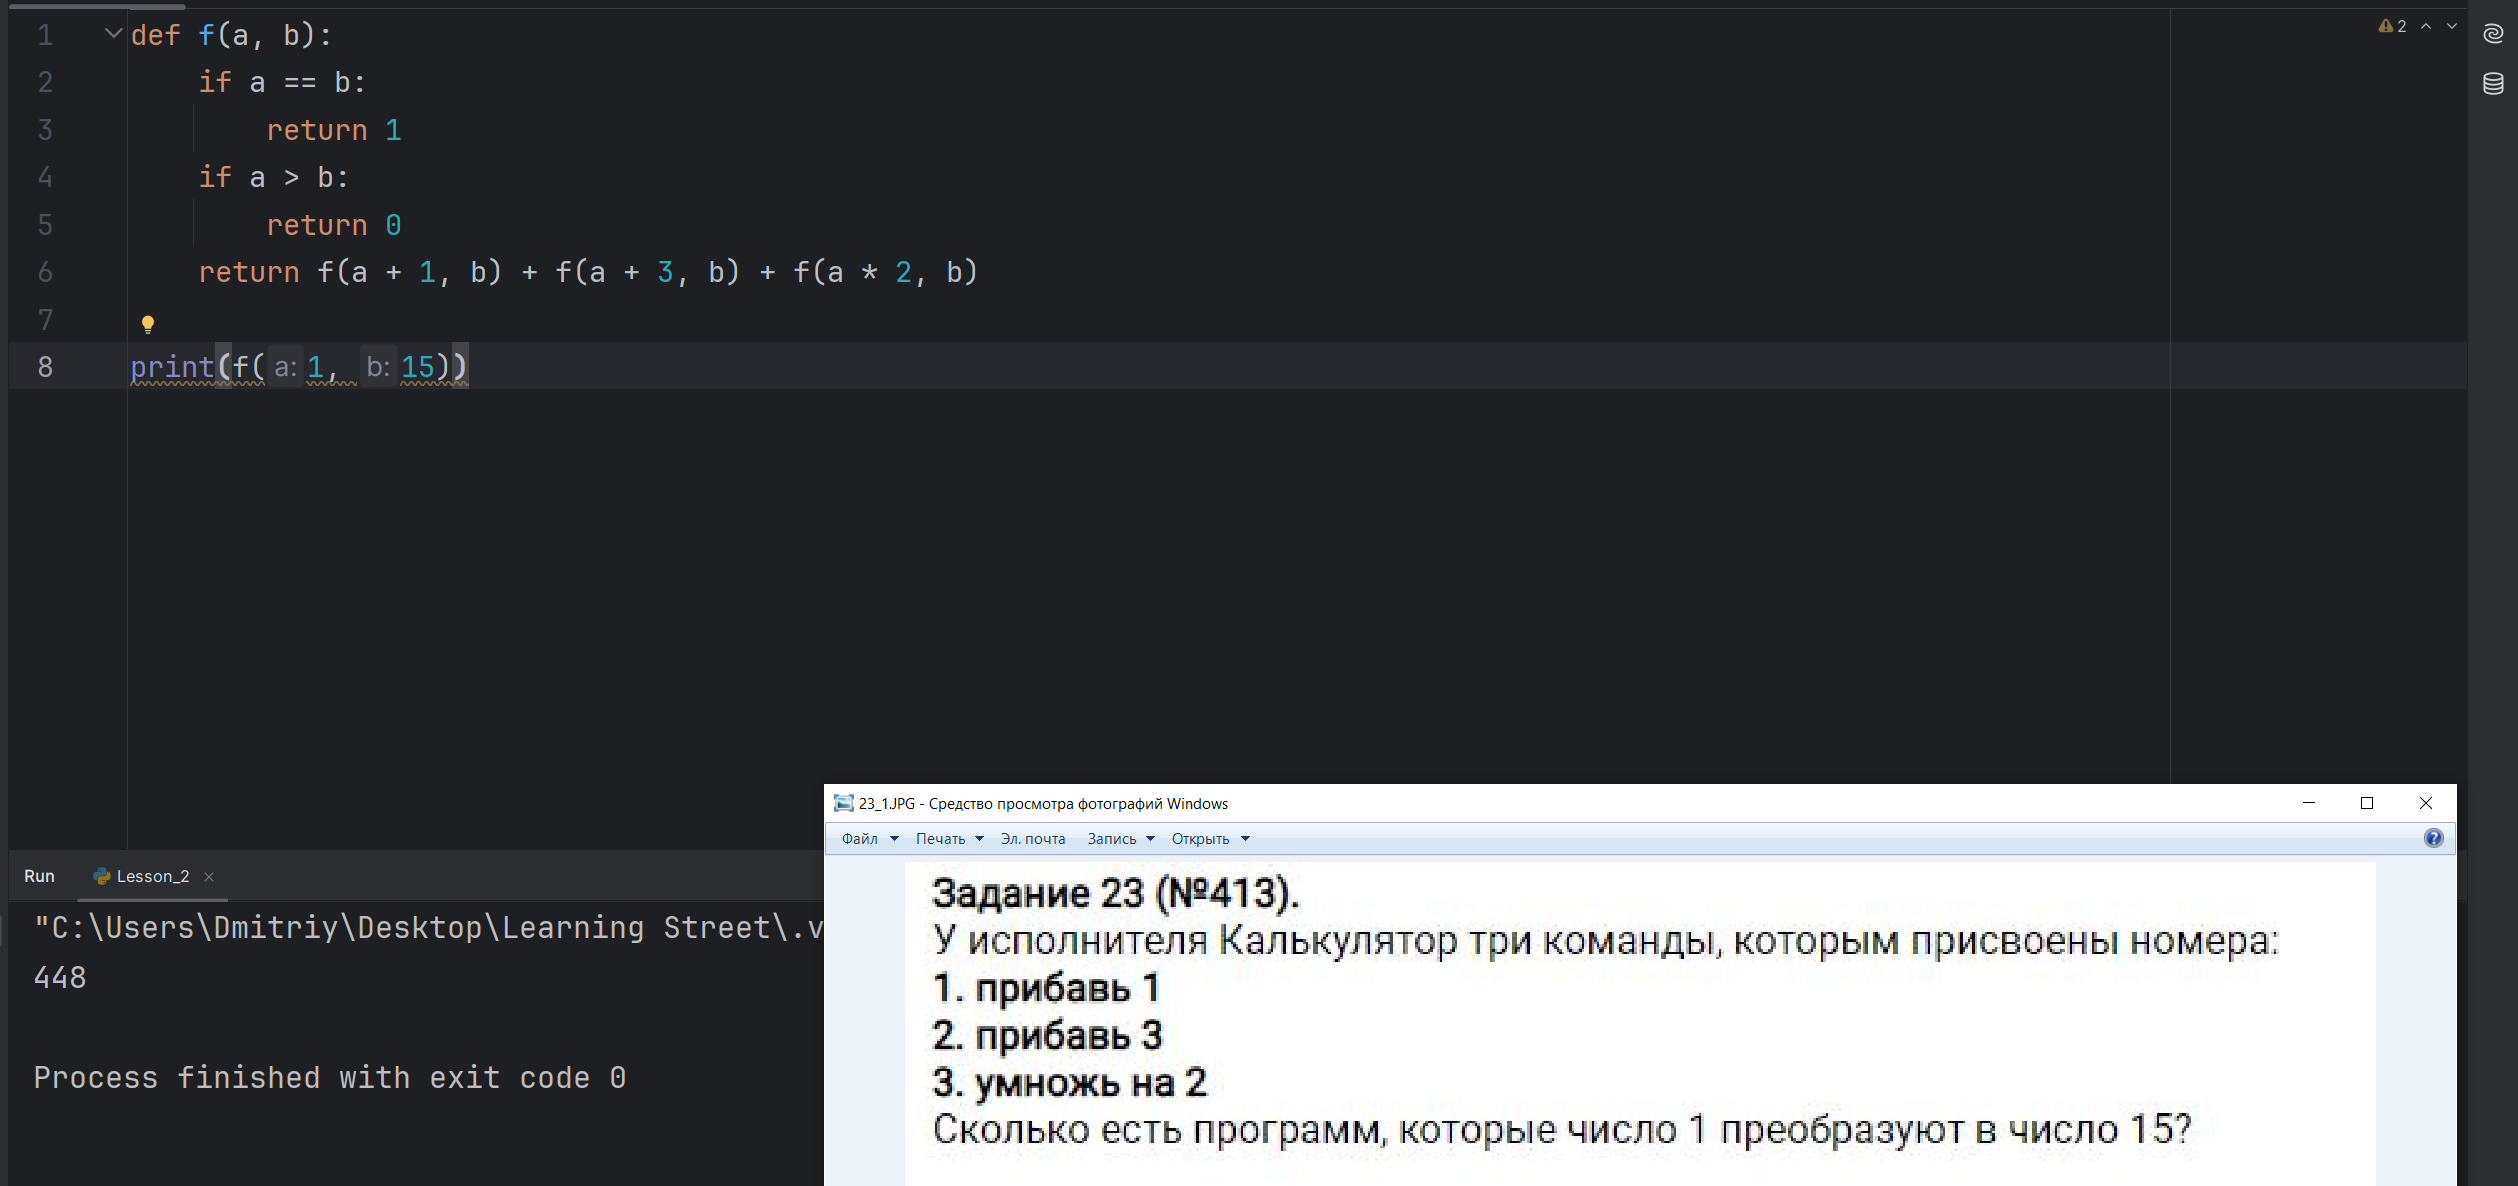 1 def f(a, b):
2 if a == b:
3 return 1
4 if a > b:
5 return 0
6 return f(a + 1, b) + f(a + 3, b) + f(a * 2, b)
7
8 print(f( a: 1, b: 15))
2
Run Lesson_2
"C:\Users\Dmitriy\Desktop\Learning Street\.v
448
Process finished with exit code 0
23_1.JPG - Средство просмотра фотографий Windows
Файл Печать Эл. почта Запись Открыть
Задание 23 (№413).
У исполнителя Калькулятор три команды, которым присвоены номера:
1. прибавь 1
2. прибавь 3
3. умножь на 2
Сколько есть программ, которые число 1 преобразуют в число 15?